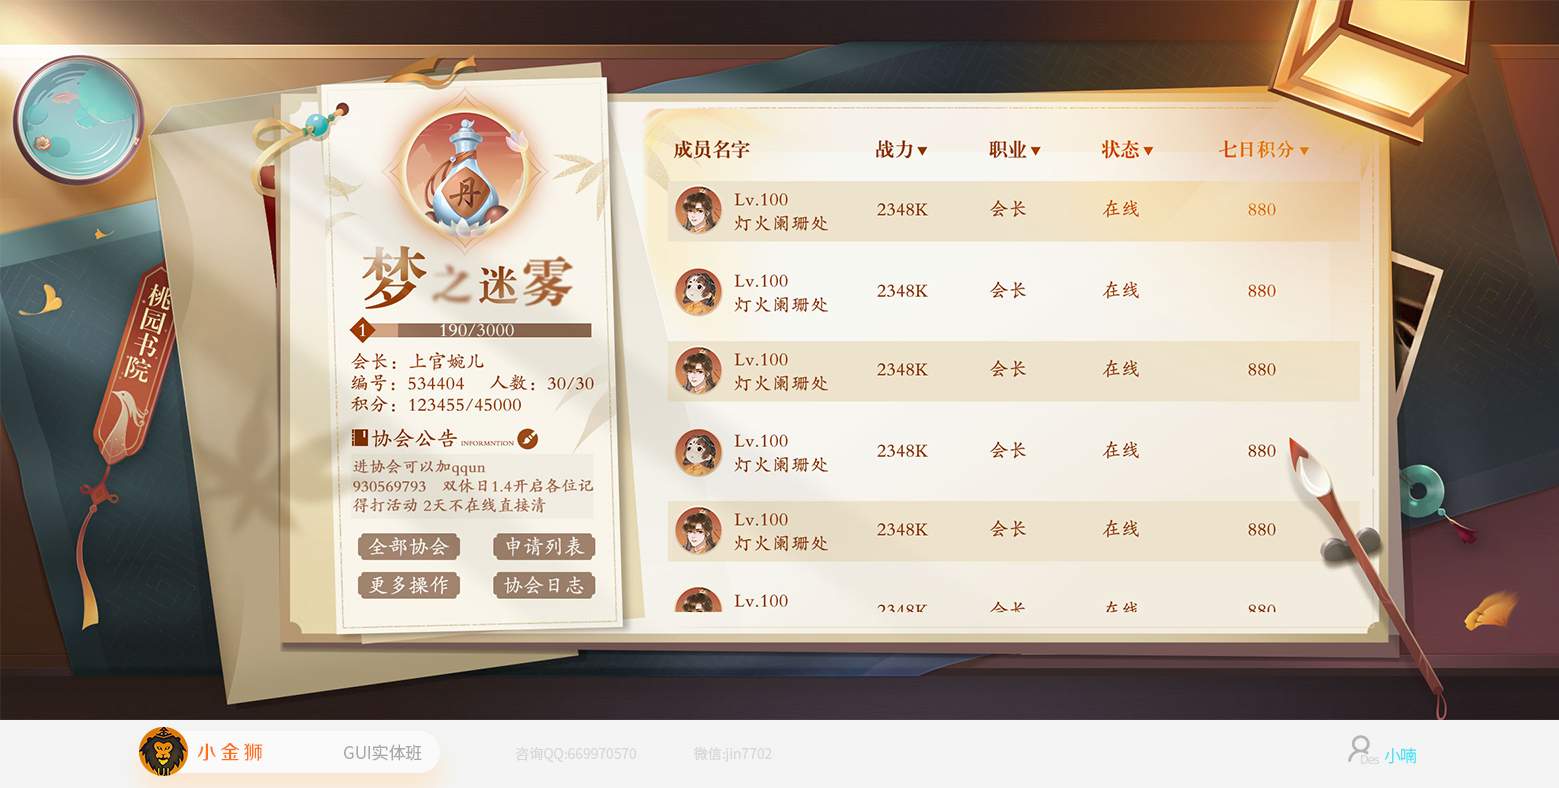 桃园书院
丹
梦之迷雾
1 190/3000
会长：上官婉儿
编号：534404 人数：30/30
积分：123455/45000
协会公告 INFORMNTION
进协会可以加qqun
930569793 双休日1.4开启各位记
得打活动 2天不在线直接清
全部协会 申请列表
更多操作 协会日志
成员名字 战力▼ 职业▼ 状态▼ 七日积分▼
Lv.100
灯火阑珊处 2348K 会长 在线 880
Lv.100
灯火阑珊处 2348K 会长 在线 880
Lv.100
灯火阑珊处 2348K 会长 在线 880
Lv.100
灯火阑珊处 2348K 会长 在线 880
Lv.100
灯火阑珊处 2348K 会长 在线 880
Lv.100
2348K 会长 在线 880
UI 小金狮 GUI实体班 咨询QQ:669970570 微信:jin7702 Des 小喃